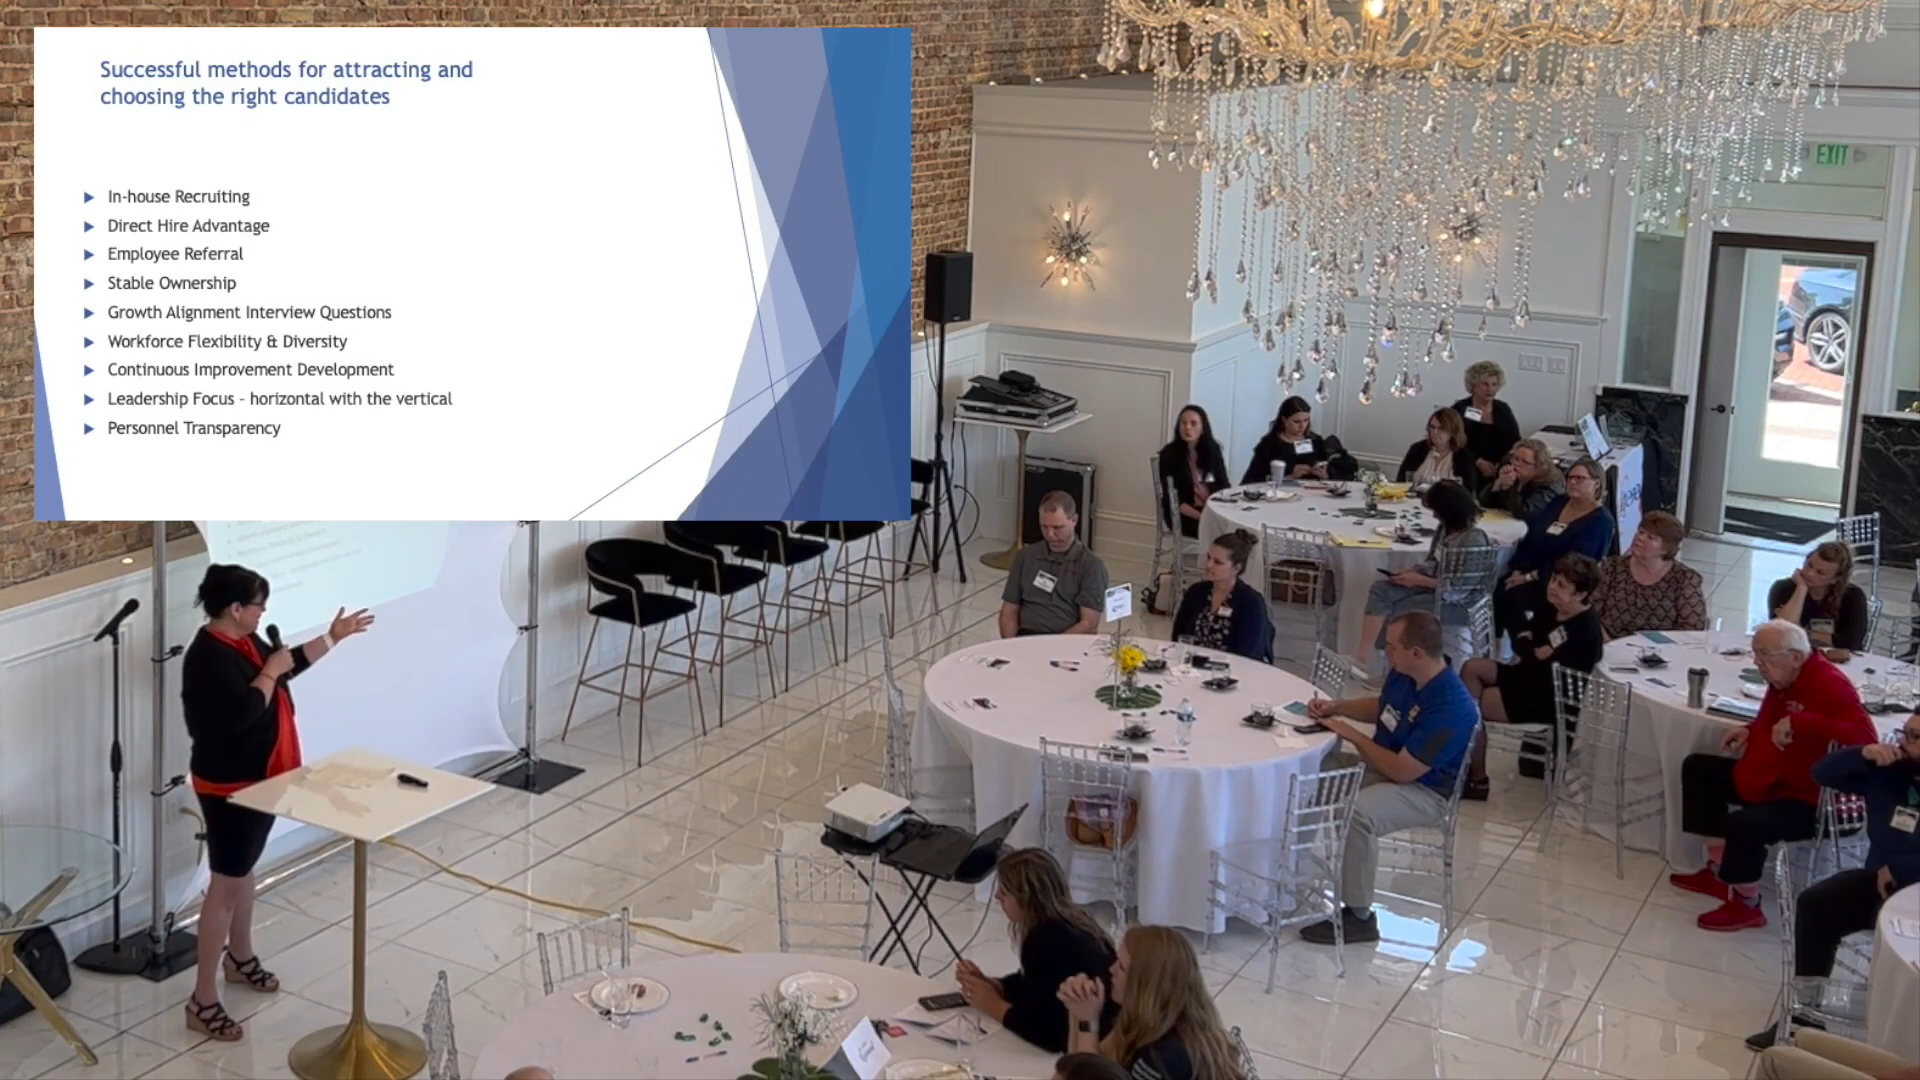 Successful methods for attracting and
choosing the right candidates
In-house Recruiting
Direct Hire Advantage
Employee Referral
Stable Ownership
Growth Alignment Interview Questions
Workforce Flexibility & Diversity
Continuous Improvement Development
Leadership Focus - horizontal with the vertical
Personnel Transparency
EXIT